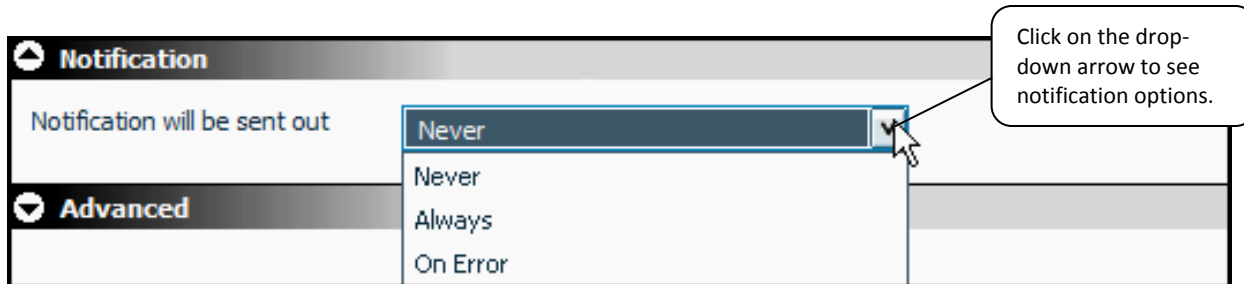 Click on the drop-
down arrow to see
notification options.
Notification
Notification will be sent out
Never
Never
Always
On Error
Advanced